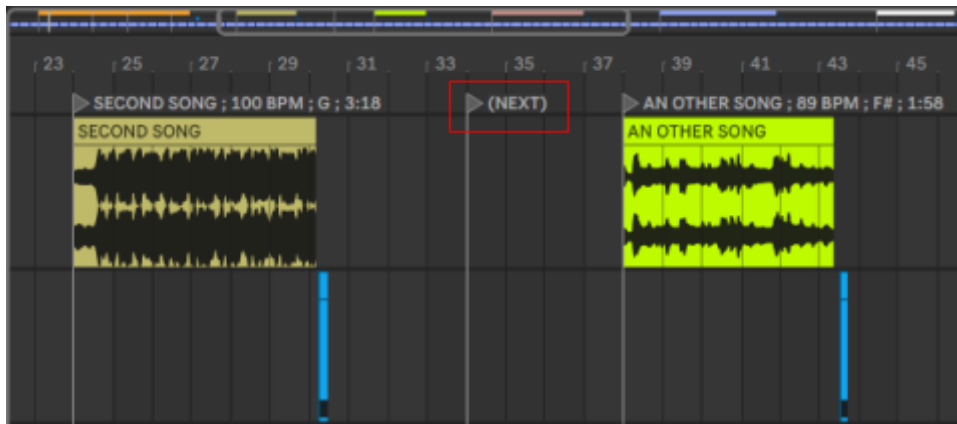 23 25 27 29 31 33 35 37 39 41 43 45
SECOND SONG ; 100 BPM ; G ; 3:18 (NEXT) AN OTHER SONG ; 89 BPM ; F# ; 1:58
SECOND SONG AN OTHER SONG